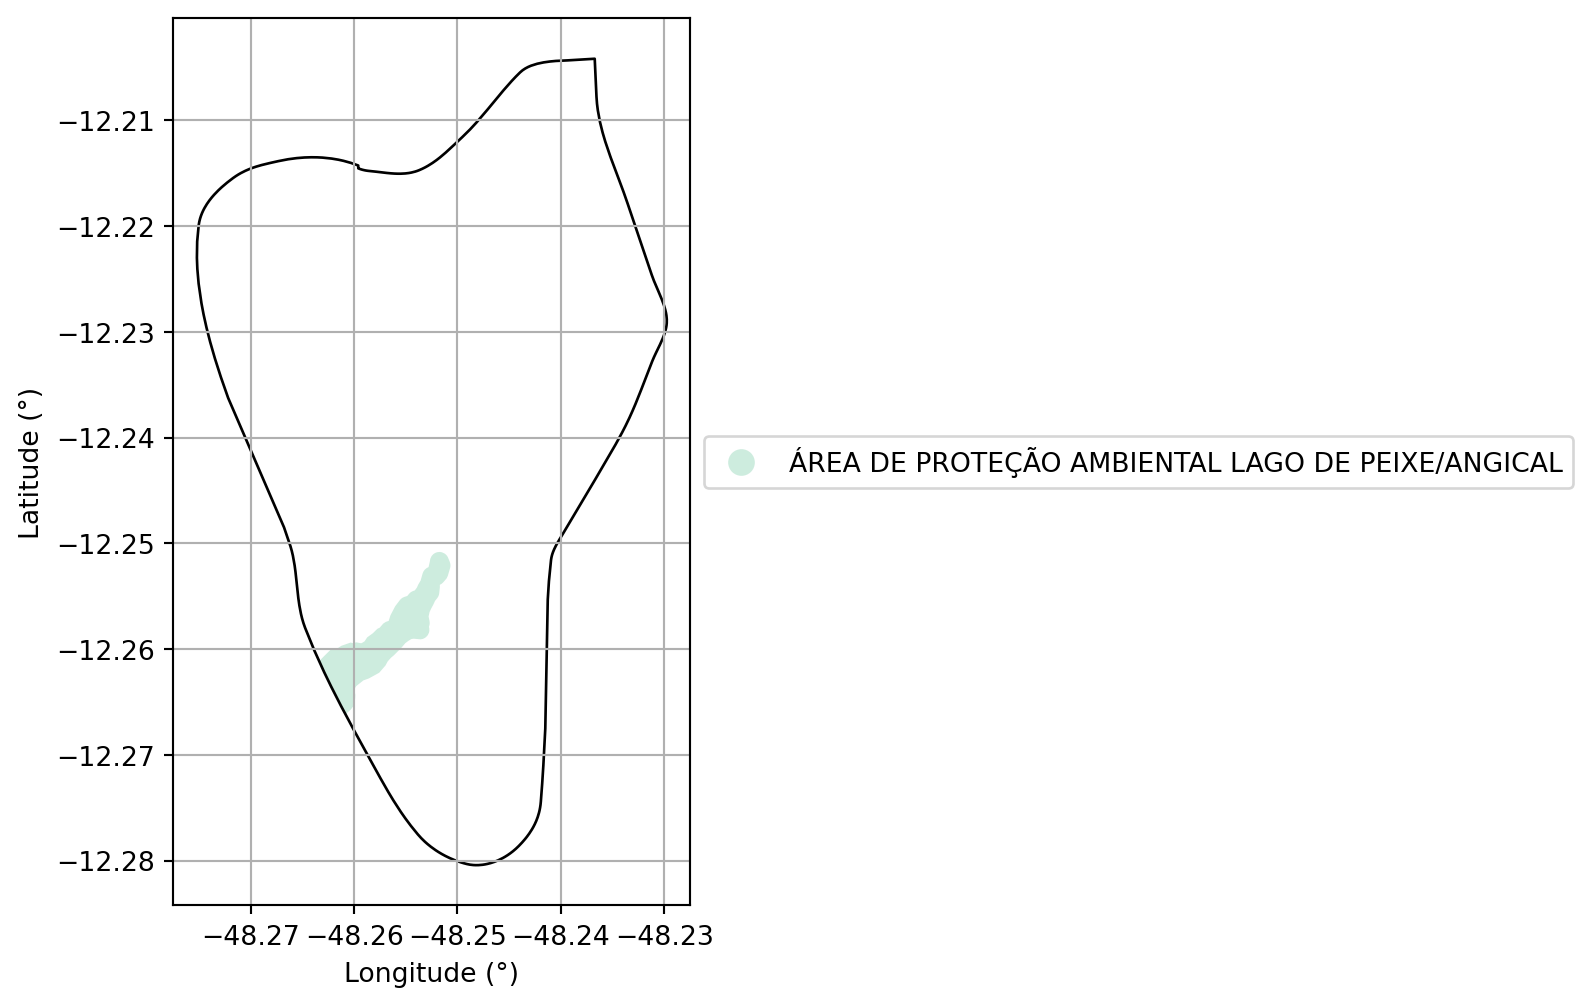 −12.21
−12.22
−12.23
−12.24
−12.25
−12.26
−12.27
−12.28
Latitude (°)
−48.27 −48.26 −48.25 −48.24 −48.23
Longitude (°)
ÁREA DE PROTEÇÃO AMBIENTAL LAGO DE PEIXE/ANGICAL